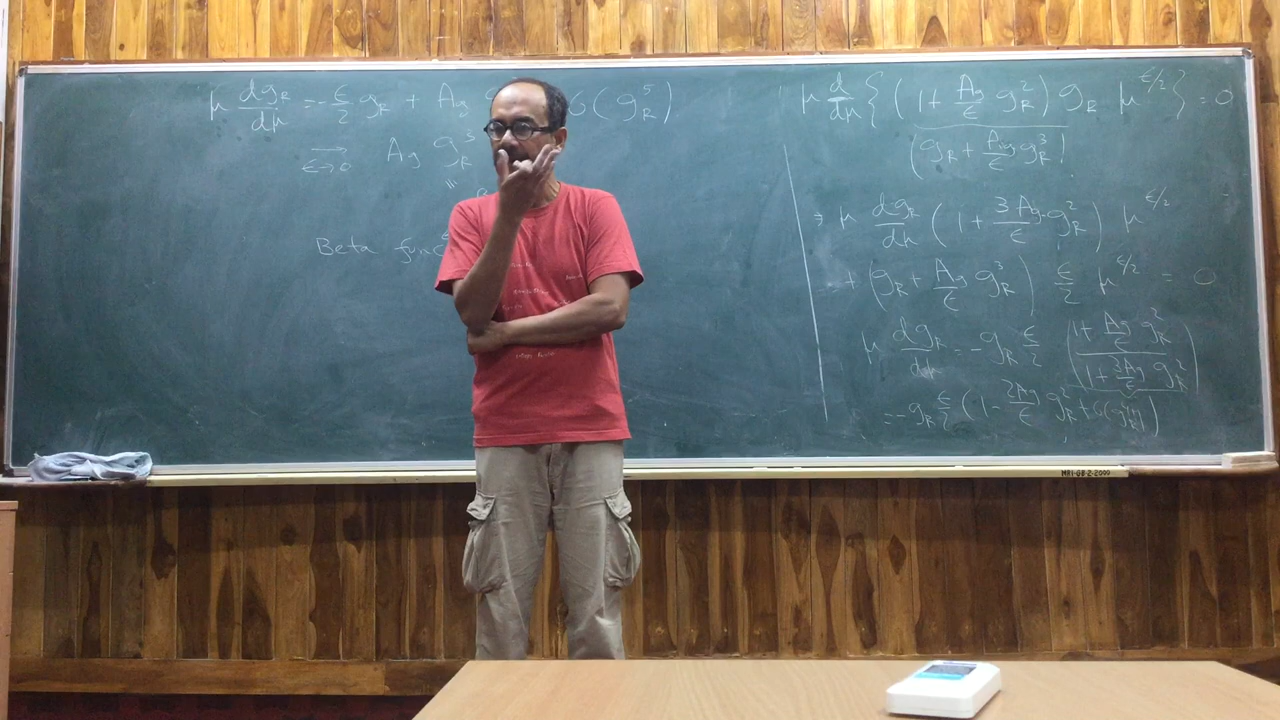 μ dg_R/dμ = -ε/2 g_R + A_g O(g_R^5)
→ ε→0 A_g g_R^3
"
Beta func
μ d/dμ { (1 + A_g/ε g_R^2) g_R μ^{ε/2} } = 0
(g_R + A_g/ε g_R^3)
⇒ μ dg_R/dμ (1 + 3A_g/ε g_R^2) μ^{ε/2}
+ (g_R + A_g/ε g_R^3) ε/2 μ^{ε/2} = 0
μ dg_R/dμ = -g_R ε/2 (1 + A_g/ε g_R^2)/(1 + 3A_g/ε g_R^2)
= -g_R ε/2 (1 - 2A_g/ε g_R^2 + O(g_R^4))
MRI-GB-2-2000